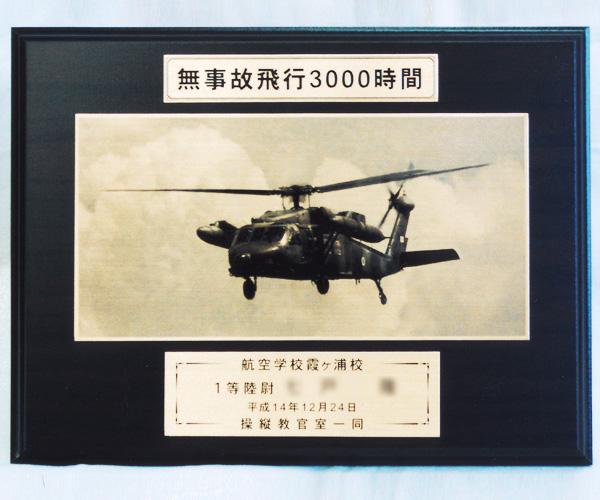 無事故飛行3000時間
航空学校霞ヶ浦校
1等陸尉
平成14年12月24日
操縦教官室一同